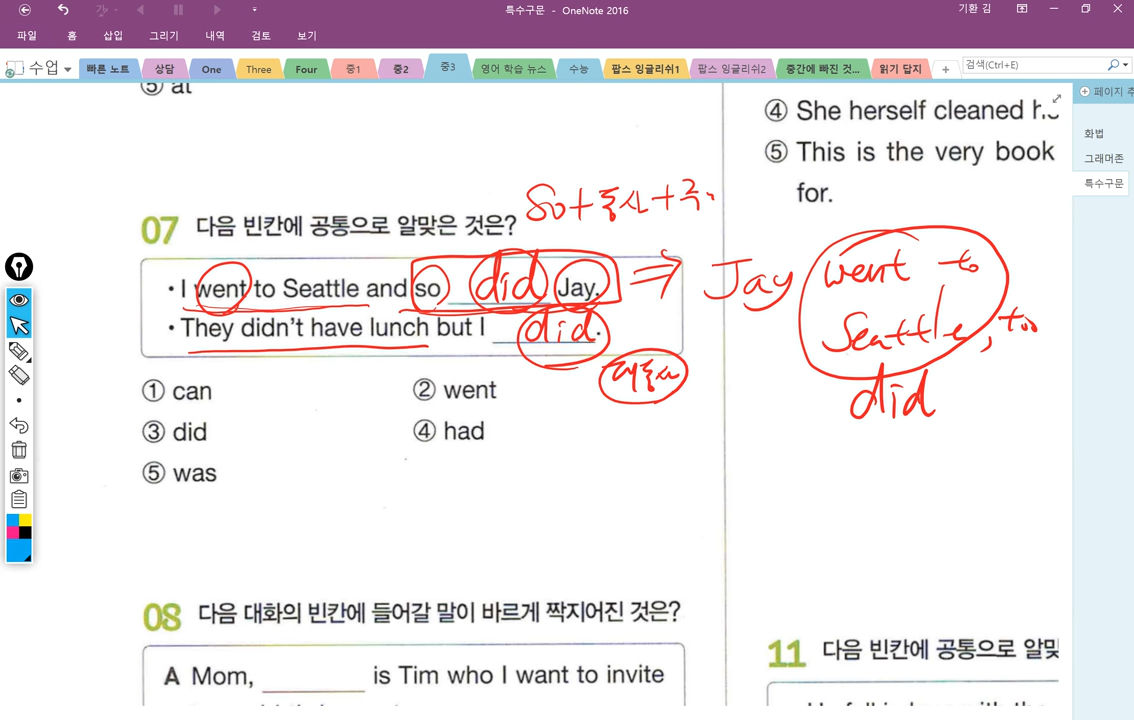 특수구문 - OneNote 2016
기환 김
파일 홈 삽입 그리기 내역 검토 보기
수업 빠른 노트 상담 One Three Four 중1 중2 중3 영어 학습 뉴스 수능 팝스 잉글리쉬1 팝스 잉글리쉬2 중간에 빠진 것... 읽기 답지 + 검색(Ctrl+E)
페이지 추
화법
그래머존
특수구문
⑤ at
07 다음 빈칸에 공통으로 알맞은 것은?
So+동사+주
• I went to Seattle and so did Jay.
• They didn't have lunch but I did.
대동사
⇒ Jay went to
Seattle, too
did
① can ② went
③ did ④ had
⑤ was
08 다음 대화의 빈칸에 들어갈 말이 바르게 짝지어진 것은?
A Mom, ________ is Tim who I want to invite
④ She herself cleaned h
⑤ This is the very book
for.
11 다음 빈칸에 공통으로 알맞